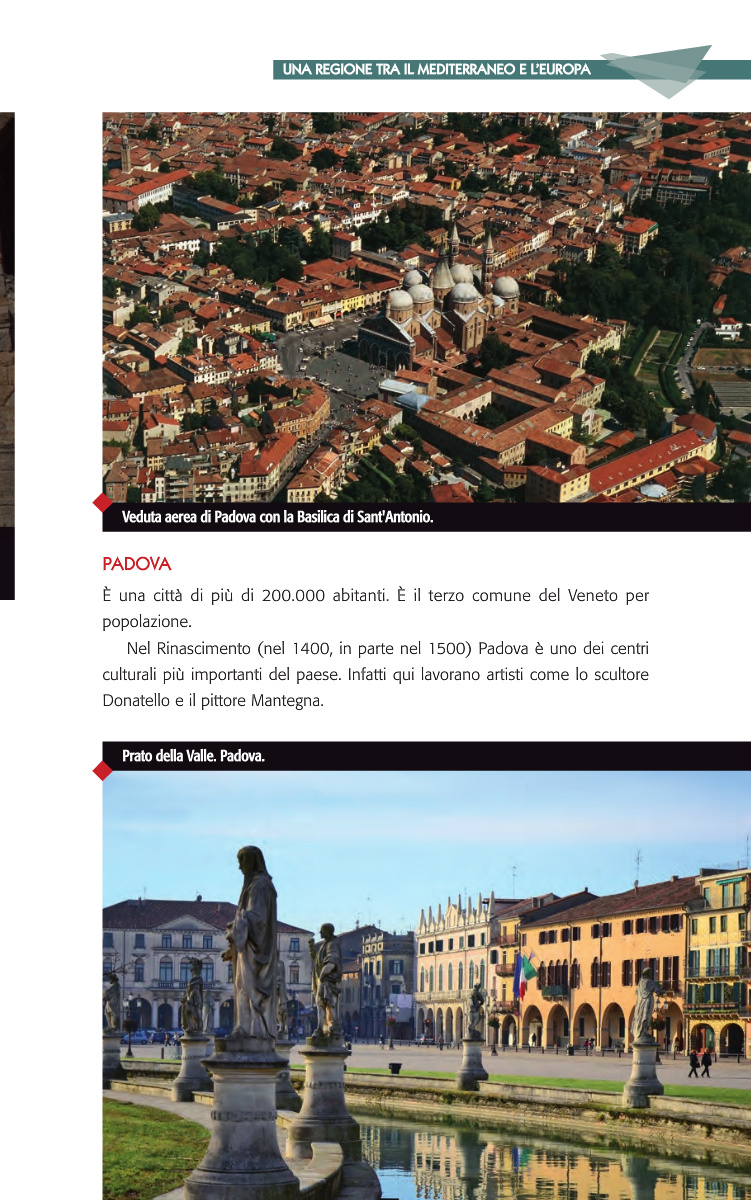 UNA REGIONE TRA IL MEDITERRANEO E L'EUROPA
Veduta aerea di Padova con la Basilica di Sant'Antonio.
PADOVA
È una città di più di 200.000 abitanti. È il terzo comune del Veneto per
popolazione.
Nel Rinascimento (nel 1400, in parte nel 1500) Padova è uno dei centri
culturali più importanti del paese. Infatti qui lavorano artisti come lo scultore
Donatello e il pittore Mantegna.
Prato della Valle. Padova.